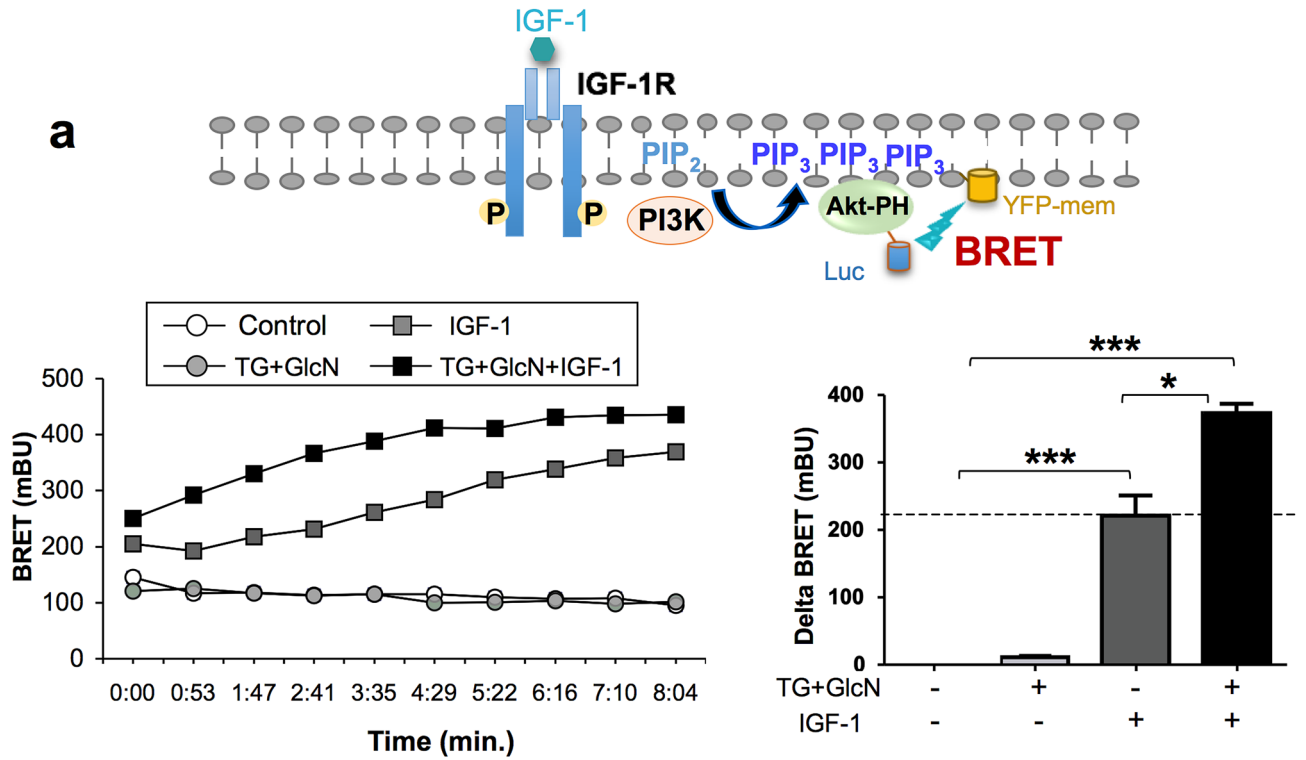 IGF-1
IGF-1R
a
PIP2 PIP3 PIP3 PIP3
P P PI3K Akt-PH YFP-mem
BRET
Luc
Control IGF-1
TG+GlcN TG+GlcN+IGF-1
BRET (mBU)
500
400
300
200
100
0
0:00 0:53 1:47 2:41 3:35 4:29 5:22 6:16 7:10 8:04
Time (min.)
Delta BRET (mBU)
***
*
***
400
300
200
100
0
TG+GlcN - + - +
IGF-1 - - + +